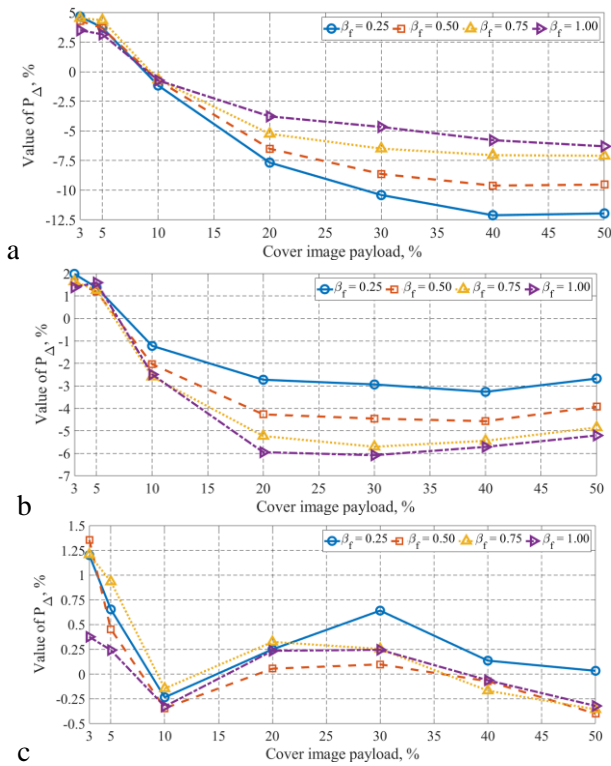 β_f = 0.25 β_f = 0.50 β_f = 0.75 β_f = 1.00
5
2.5
0
-2.5
-5
-7.5
-10
-12.5
Value of P_Δ, %
3 5 10 15 20 25 30 35 40 45 50
Cover image payload, %
a
β_f = 0.25 β_f = 0.50 β_f = 0.75 β_f = 1.00
2
1
0
-1
-2
-3
-4
-5
-6
-7
Value of P_Δ, %
3 5 10 15 20 25 30 35 40 45 50
Cover image payload, %
b
β_f = 0.25 β_f = 0.50 β_f = 0.75 β_f = 1.00
1.5
1.25
1
0.75
0.5
0.25
0
-0.25
-0.5
Value of P_Δ, %
3 5 10 15 20 25 30 35 40 45 50
Cover image payload, %
c